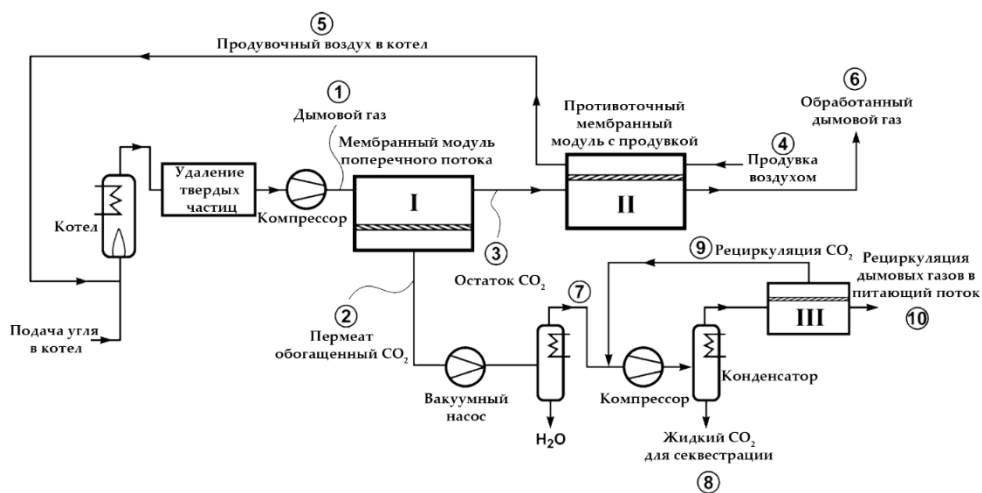 ⑤
Продувочный воздух в котел
①
Дымовой газ
Мембранный модуль
поперечного потока
Противоточный
мембранный
модуль с продувкой
⑥
Обработанный
дымовой газ
④
Продувка
воздухом
Удаление
твердых
частиц
Компрессор
I
II
Котел
③
Остаток CO₂
⑨
Рециркуляция CO₂
Рециркуляция
дымовых газов в
питающий поток
⑩
III
②
Пермеат
обогащенный CO₂
⑦
Подача угля
в котел
Вакуумный
насос
Компрессор
Конденсатор
H₂O
Жидкий CO₂
для секвестрации
⑧